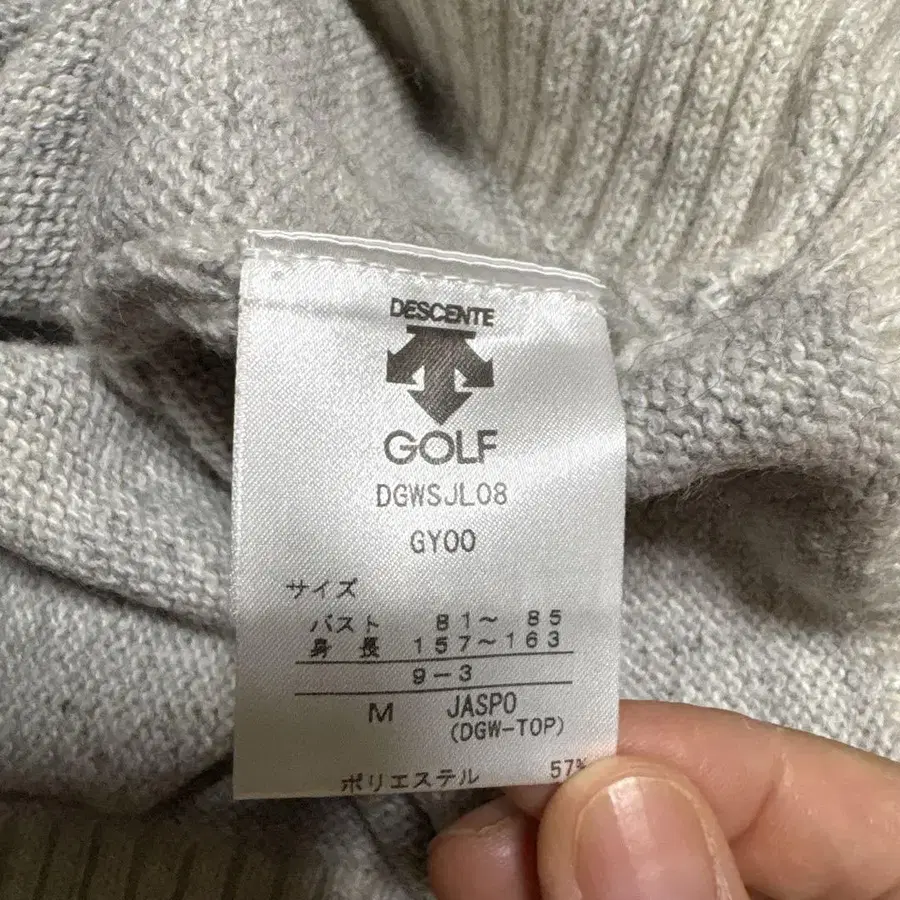 DESCENTE
GOLF
DGWSJL08
GY00
サイズ
バスト 81～ 85
身 長 157～163
9－3
M JASPO
(DGW-TOP)
ポリエステル 57%